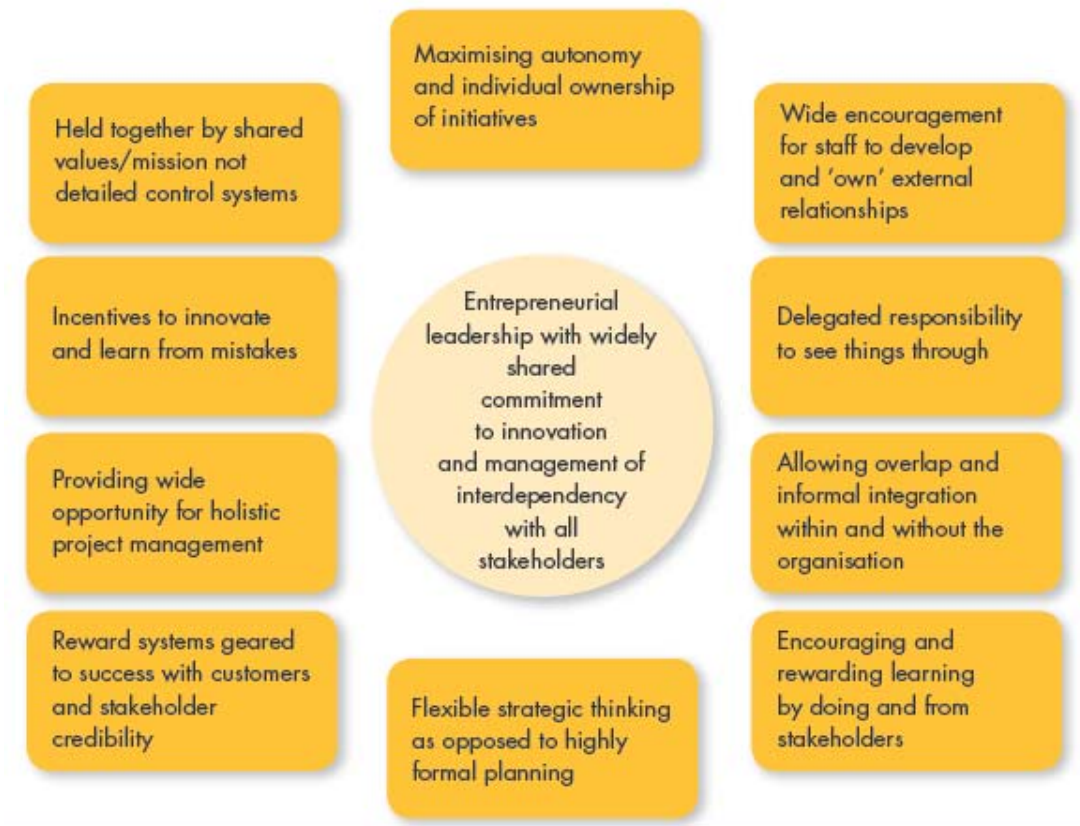 Maximising autonomy
and individual ownership
of initiatives
Held together by shared
values/mission not
detailed control systems
Wide encouragement
for staff to develop
and ‘own’ external
relationships
Incentives to innovate
and learn from mistakes
Entrepreneurial
leadership with widely
shared
commitment
to innovation
and management of
interdependency
with all
stakeholders
Delegated responsibility
to see things through
Providing wide
opportunity for holistic
project management
Allowing overlap and
informal integration
within and without the
organisation
Reward systems geared
to success with customers
and stakeholder
credibility
Flexible strategic thinking
as opposed to highly
formal planning
Encouraging and
rewarding learning
by doing and from
stakeholders